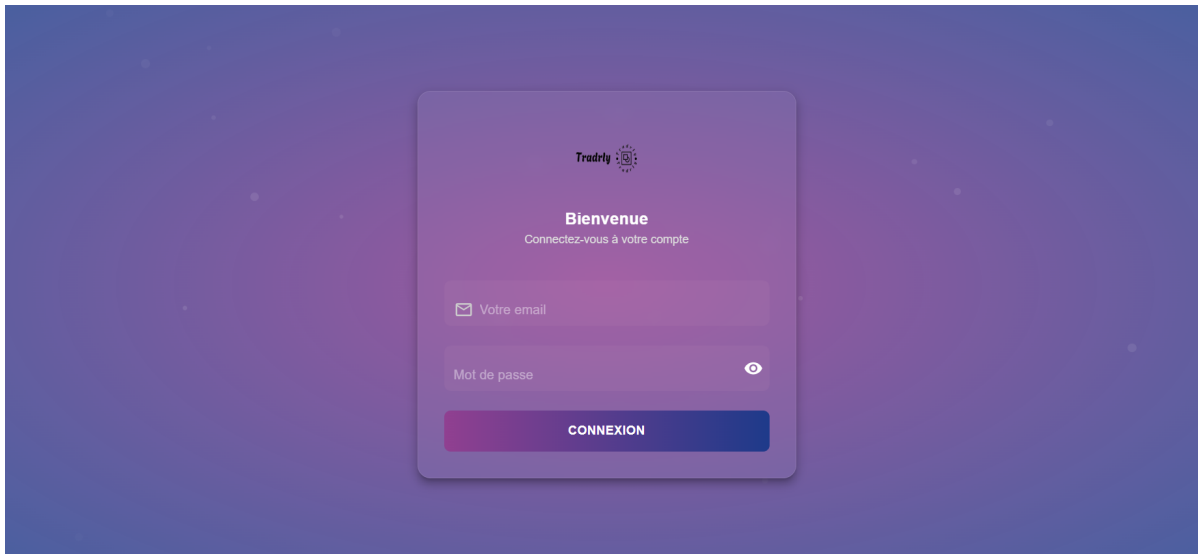 Tradrly
Bienvenue
Connectez-vous à votre compte
Votre email
Mot de passe
CONNEXION